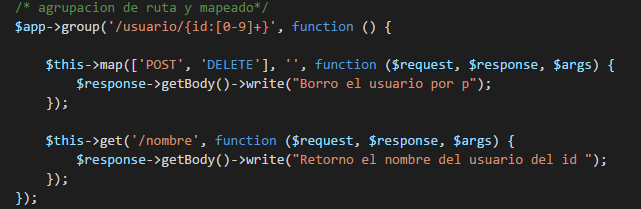 /* agrupacion de ruta y mapeado*/
$app->group('/usuario/{id:[0-9]+}', function () {
$this->map(['POST', 'DELETE'], '', function ($request, $response, $args) {
$response->getBody()->write("Borro el usuario por p");
});
$this->get('/nombre', function ($request, $response, $args) {
$response->getBody()->write("Retorno el nombre del usuario del id ");
});
});